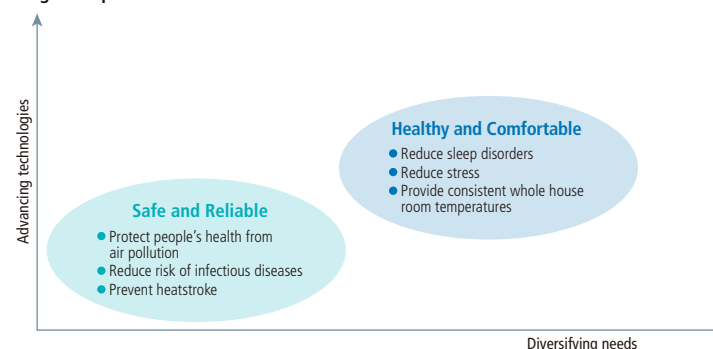 Advancing technologies
Healthy and Comfortable
● Reduce sleep disorders
● Reduce stress
● Provide consistent whole house
room temperatures
Safe and Reliable
● Protect people's health from
air pollution
● Reduce risk of infectious diseases
● Prevent heatstroke
Diversifying needs